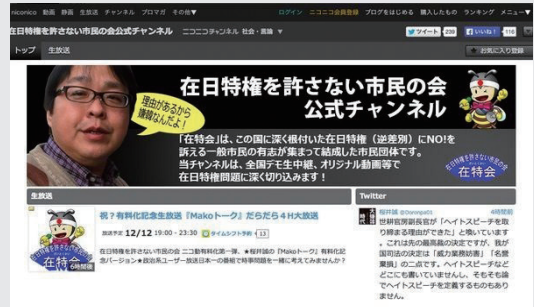 niconico 動画 静画 生放送 チャンネル ブロマガ その他▼ ログイン ニコニコ会員登録 ブログをはじめる 購入したもの ランキング メニュー▼
在日特権を許さない市民の会公式チャンネル ニコニコチャンネル 社会・言論 ▼ ツイート 239 いいね! 116
トップ 生放送 ★ お気に入り登録
理由があるから
嫌韓なんだよ!
在日特権を許さない市民の会
公式チャンネル
「在特会」は、この国に深く根付いた在日特権（逆差別）にNO!を
訴える一般市民の有志が集まって結成した市民団体です。
当チャンネルは、全国デモ生中継、オリジナル動画等で
在日特権問題に深く切り込みます!
在特会
生放送
在特会
6時間後
祝？有料化記念生放送『Makoトーク』だらだら４H大放送
放送予定 12/12 19:00 - 23:30 タイムシフト予約 13
在日特権を許さない市民の会 ニコ動有料化第一弾、★桜井誠の『Makoトーク』有料化記
念バージョン★政治系ユーザー放送日本一の番組で時事問題を一緒に考えてみませんか？
Twitter
桜井誠 @Doronpa01 4時間前
世耕官房副長官が「ヘイトスピーチを取
り締まる理由ができた」と喚いています
。これは先の最高裁の決定ですが、我が
国司法の決定は「威力業務妨害」「名誉
棄損」の二点です。ヘイトスピーチなど
どこにも書いていませんし、そもそも論
でヘイトスピーチを定義するものもあり
ません。